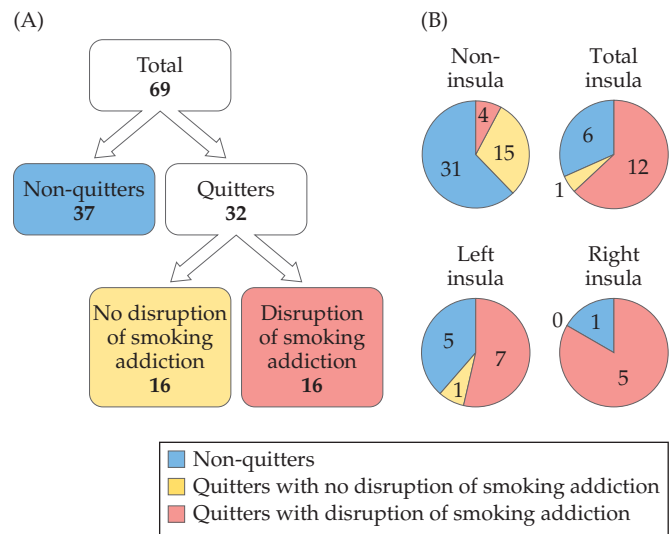 (A)
Total
69
Non-quitters
37
Quitters
32
No disruption
of smoking
addiction
16
Disruption
of smoking
addiction
16
(B)
Non-
insula
4
15
31
Total
insula
6
12
1
Left
insula
5
7
1
Right
insula
0
1
5
Non-quitters
Quitters with no disruption of smoking addiction
Quitters with disruption of smoking addiction